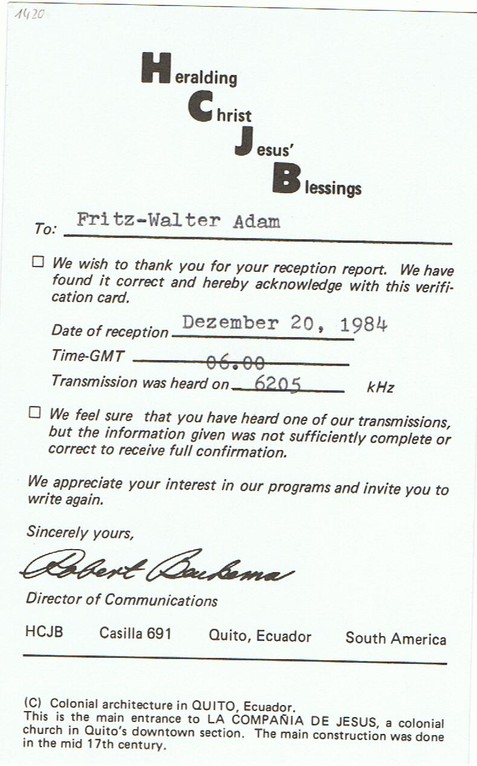 1420
Heralding
Christ
Jesus'
Blessings
To: Fritz-Walter Adam
☐ We wish to thank you for your reception report. We have
found it correct and hereby acknowledge with this verifi-
cation card.
Date of reception Dezember 20, 1984
Time-GMT 06.00
Transmission was heard on 6205 kHz
☐ We feel sure that you have heard one of our transmissions,
but the information given was not sufficiently complete or
correct to receive full confirmation.
We appreciate your interest in our programs and invite you to
write again.
Sincerely yours,
Robert Beukema
Director of Communications
HCJB Casilla 691 Quito, Ecuador South America
(C) Colonial architecture in QUITO, Ecuador.
This is the main entrance to LA COMPAÑIA DE JESUS, a colonial
church in Quito's downtown section. The main construction was done
in the mid 17th century.